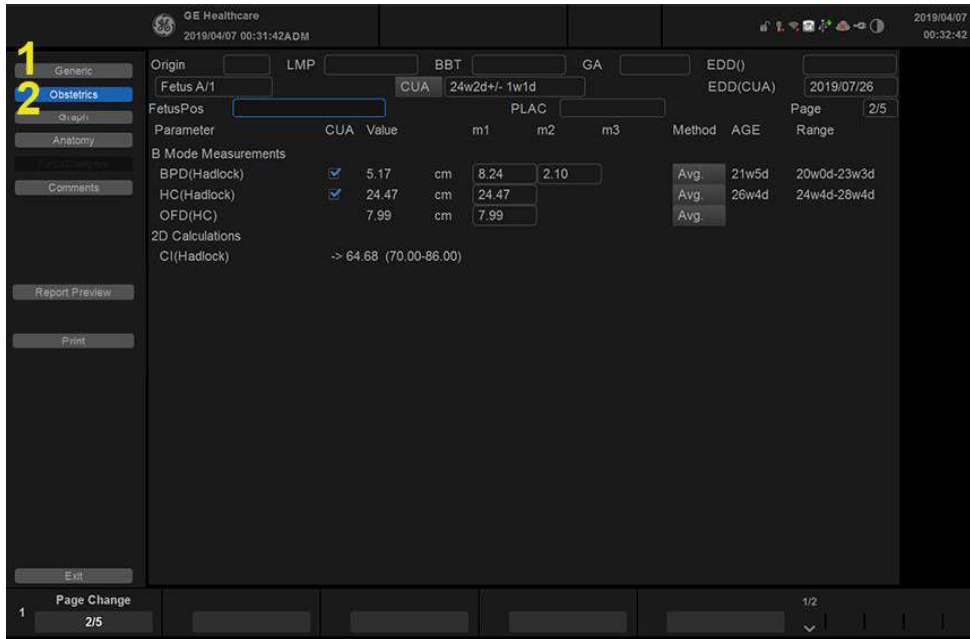 GE Healthcare
2019/04/07 00:31:42ADM
2019/04/07
00:32:42
1
Generic
2
Obstetrics
Graph
Anatomy
Comments
Report Preview
Print
Exit
Origin LMP BBT GA EDD()
Fetus A/1 CUA 24w2d+/- 1w1d EDD(CUA) 2019/07/26
FetusPos PLAC Page 2/5
Parameter CUA Value m1 m2 m3 Method AGE Range
B Mode Measurements
BPD(Hadlock) 5.17 cm 8.24 2.10 Avg. 21w5d 20w0d-23w3d
HC(Hadlock) 24.47 cm 24.47 Avg. 26w4d 24w4d-28w4d
OFD(HC) 7.99 cm 7.99 Avg.
2D Calculations
CI(Hadlock) -> 64.68 (70.00-86.00)
1 Page Change
2/5
1/2